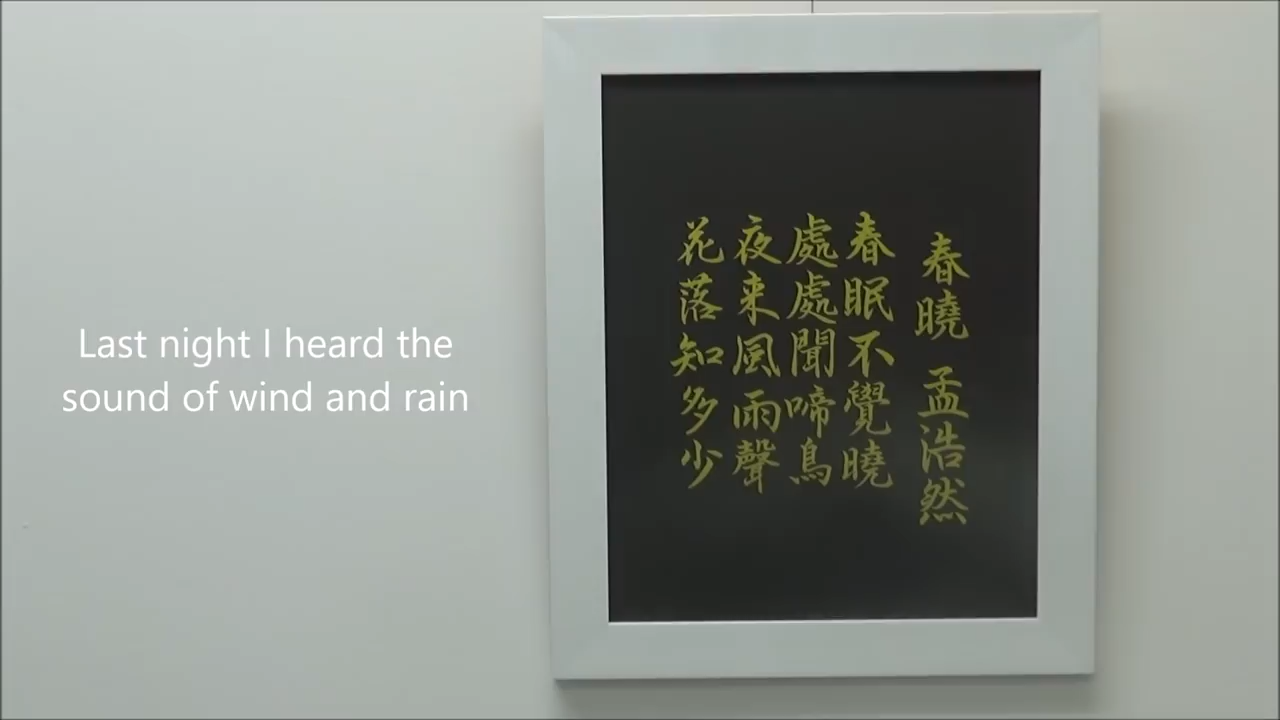 Last night I heard the
sound of wind and rain
春曉 孟浩然
春眠不覺曉
處處聞啼鳥
夜来風雨聲
花落知多少